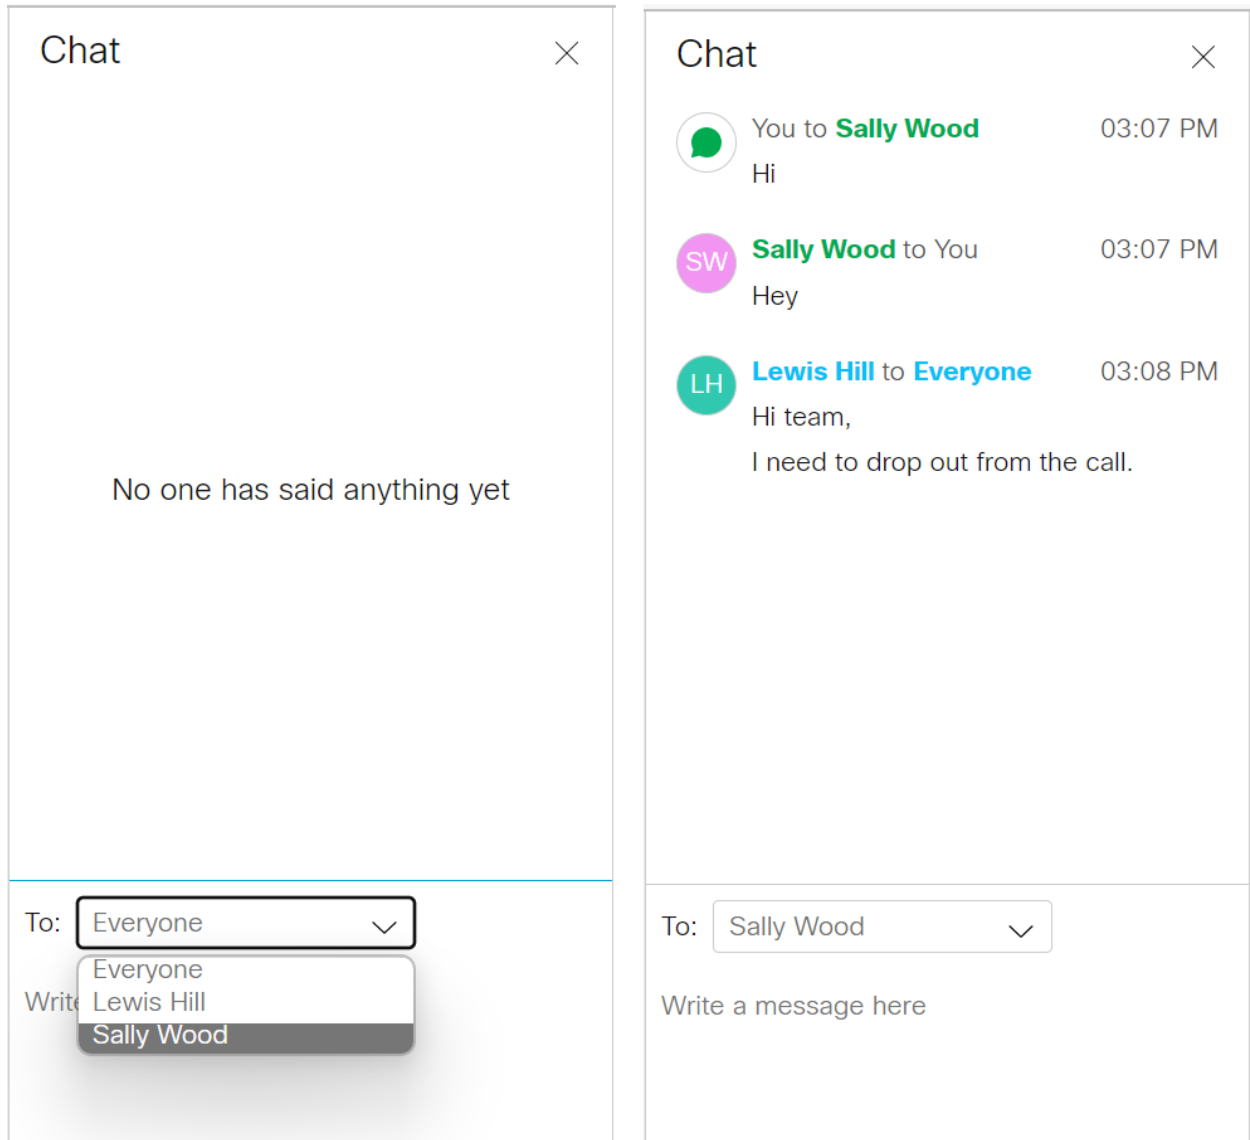 Chat
No one has said anything yet
To: Everyone
Everyone
Write Lewis Hill
Sally Wood
Chat
You to Sally Wood 03:07 PM
Hi
SW Sally Wood to You 03:07 PM
Hey
LH Lewis Hill to Everyone 03:08 PM
Hi team,
I need to drop out from the call.
To: Sally Wood
Write a message here